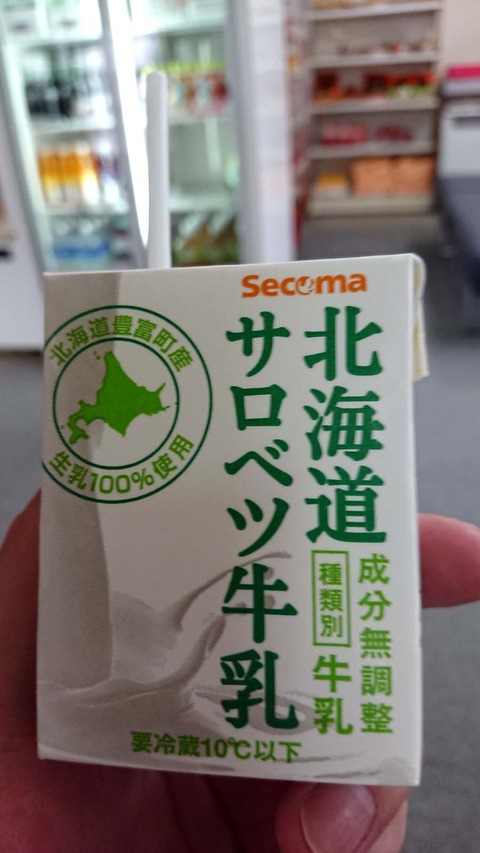 Secoma
北海道
サロベツ牛乳
成分無調整
種類別
牛乳
北海道豊富町産
生乳100%使用
要冷蔵10℃以下